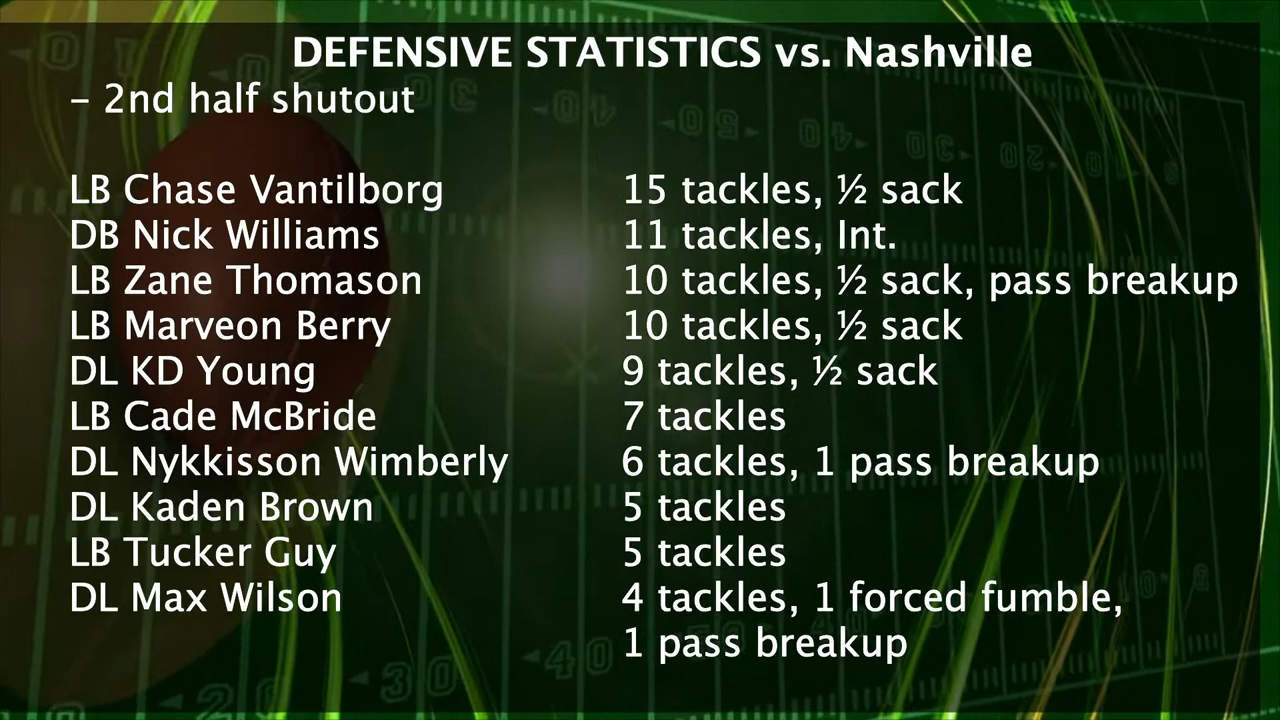 DEFENSIVE STATISTICS vs. Nashville
– 2nd half shutout
LB Chase Vantilborg 15 tackles, ½ sack
DB Nick Williams 11 tackles, Int.
LB Zane Thomason 10 tackles, ½ sack, pass breakup
LB Marveon Berry 10 tackles, ½ sack
DL KD Young 9 tackles, ½ sack
LB Cade McBride 7 tackles
DL Nykkisson Wimberly 6 tackles, 1 pass breakup
DL Kaden Brown 5 tackles
LB Tucker Guy 5 tackles
DL Max Wilson 4 tackles, 1 forced fumble,
1 pass breakup